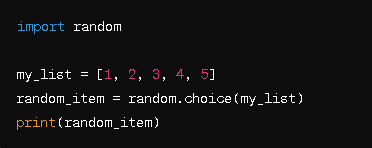 import random
my_list = [1, 2, 3, 4, 5]
random_item = random.choice(my_list)
print(random_item)